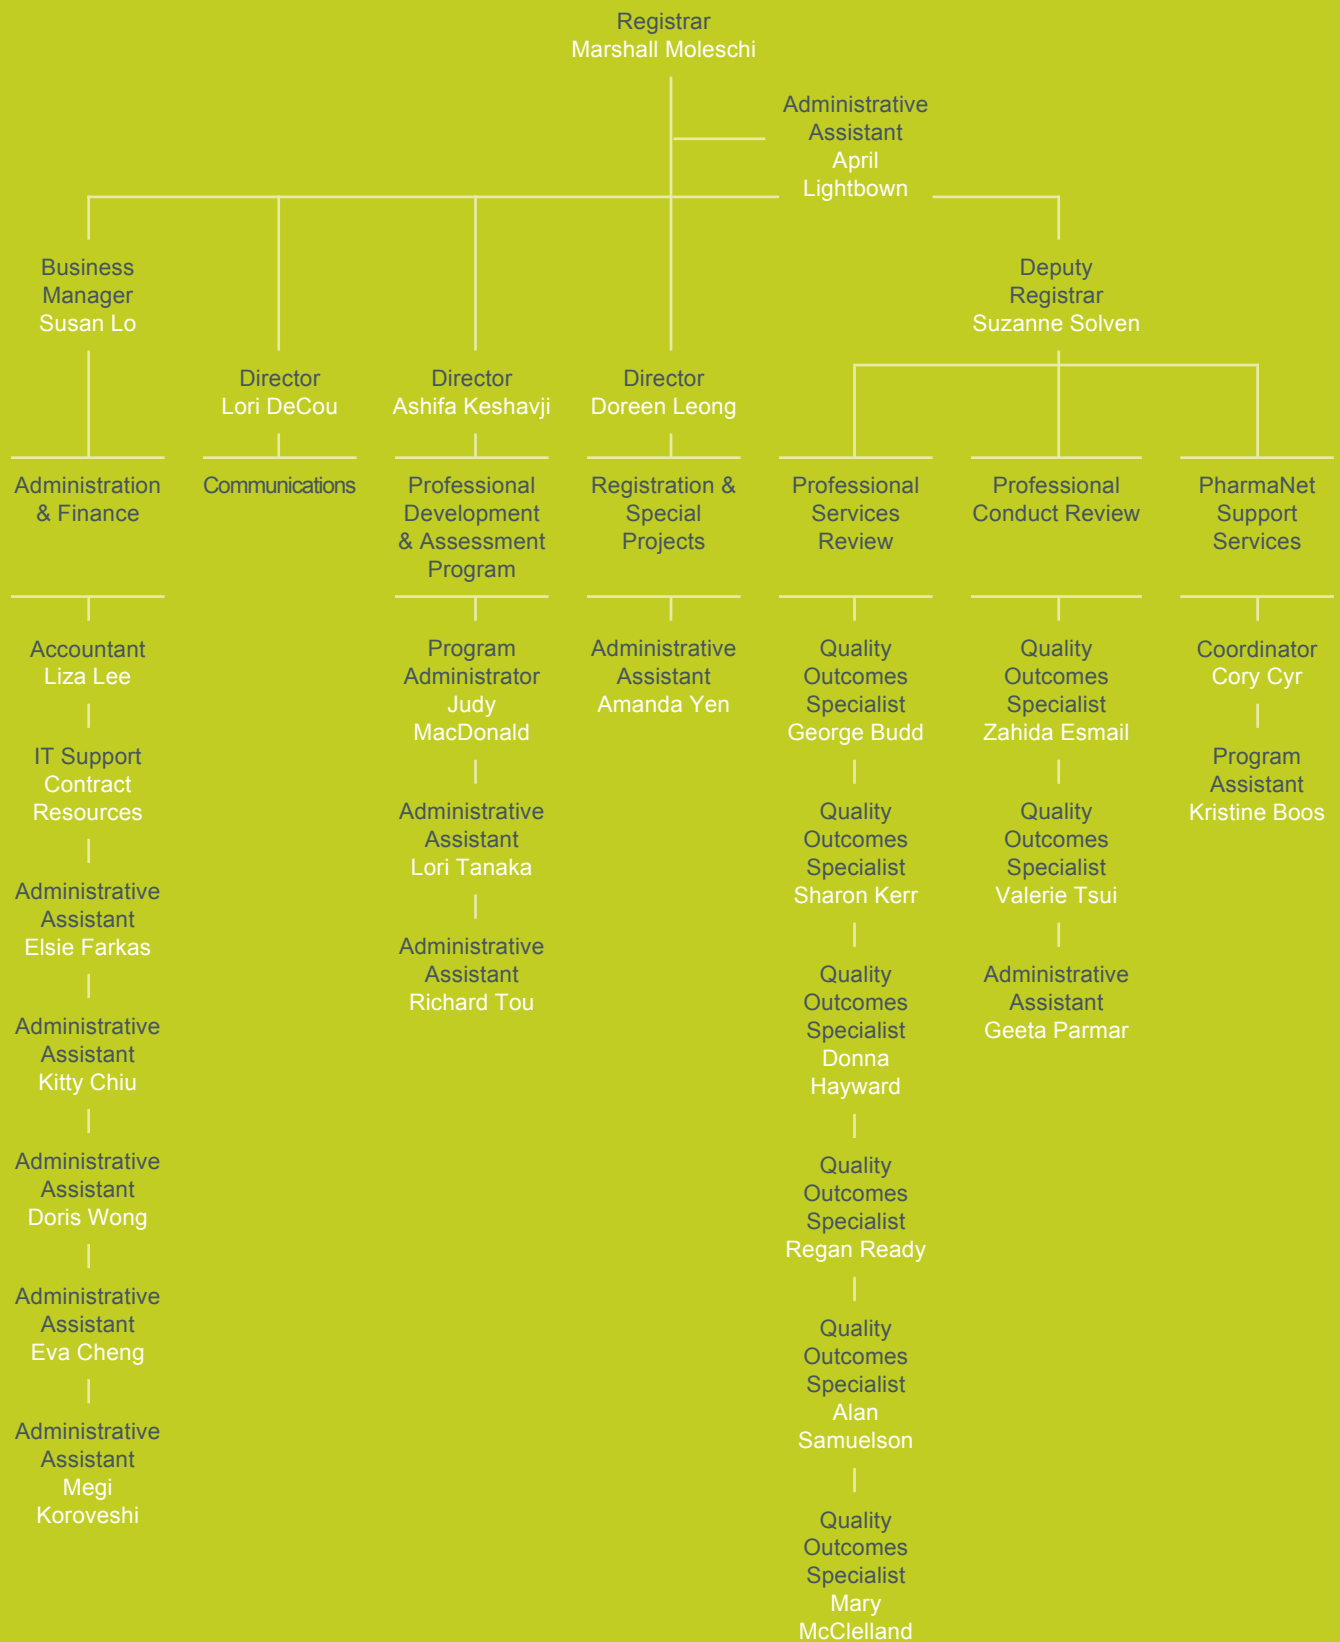 Registrar
Marshall Moleschi
Administrative
Assistant
April
Lightbown
Business
Manager
Susan Lo
Deputy
Registrar
Suzanne Solven
Director
Lori DeCou
Director
Ashifa Keshavji
Director
Doreen Leong
Administration
& Finance
Communications
Professional
Development
& Assessment
Program
Registration &
Special
Projects
Professional
Services
Review
Professional
Conduct Review
PharmaNet
Support
Services
Accountant
Liza Lee
IT Support
Contract
Resources
Administrative
Assistant
Elsie Farkas
Administrative
Assistant
Kitty Chiu
Administrative
Assistant
Doris Wong
Administrative
Assistant
Eva Cheng
Administrative
Assistant
Megi
Koroveshi
Program
Administrator
Judy
MacDonald
Administrative
Assistant
Lori Tanaka
Administrative
Assistant
Richard Tou
Administrative
Assistant
Amanda Yen
Quality
Outcomes
Specialist
George Budd
Quality
Outcomes
Specialist
Sharon Kerr
Quality
Outcomes
Specialist
Donna
Hayward
Quality
Outcomes
Specialist
Regan Ready
Quality
Outcomes
Specialist
Alan
Samuelson
Quality
Outcomes
Specialist
Mary
McClelland
Quality
Outcomes
Specialist
Zahida Esmail
Quality
Outcomes
Specialist
Valerie Tsui
Administrative
Assistant
Geeta Parmar
Coordinator
Cory Cyr
Program
Assistant
Kristine Boos